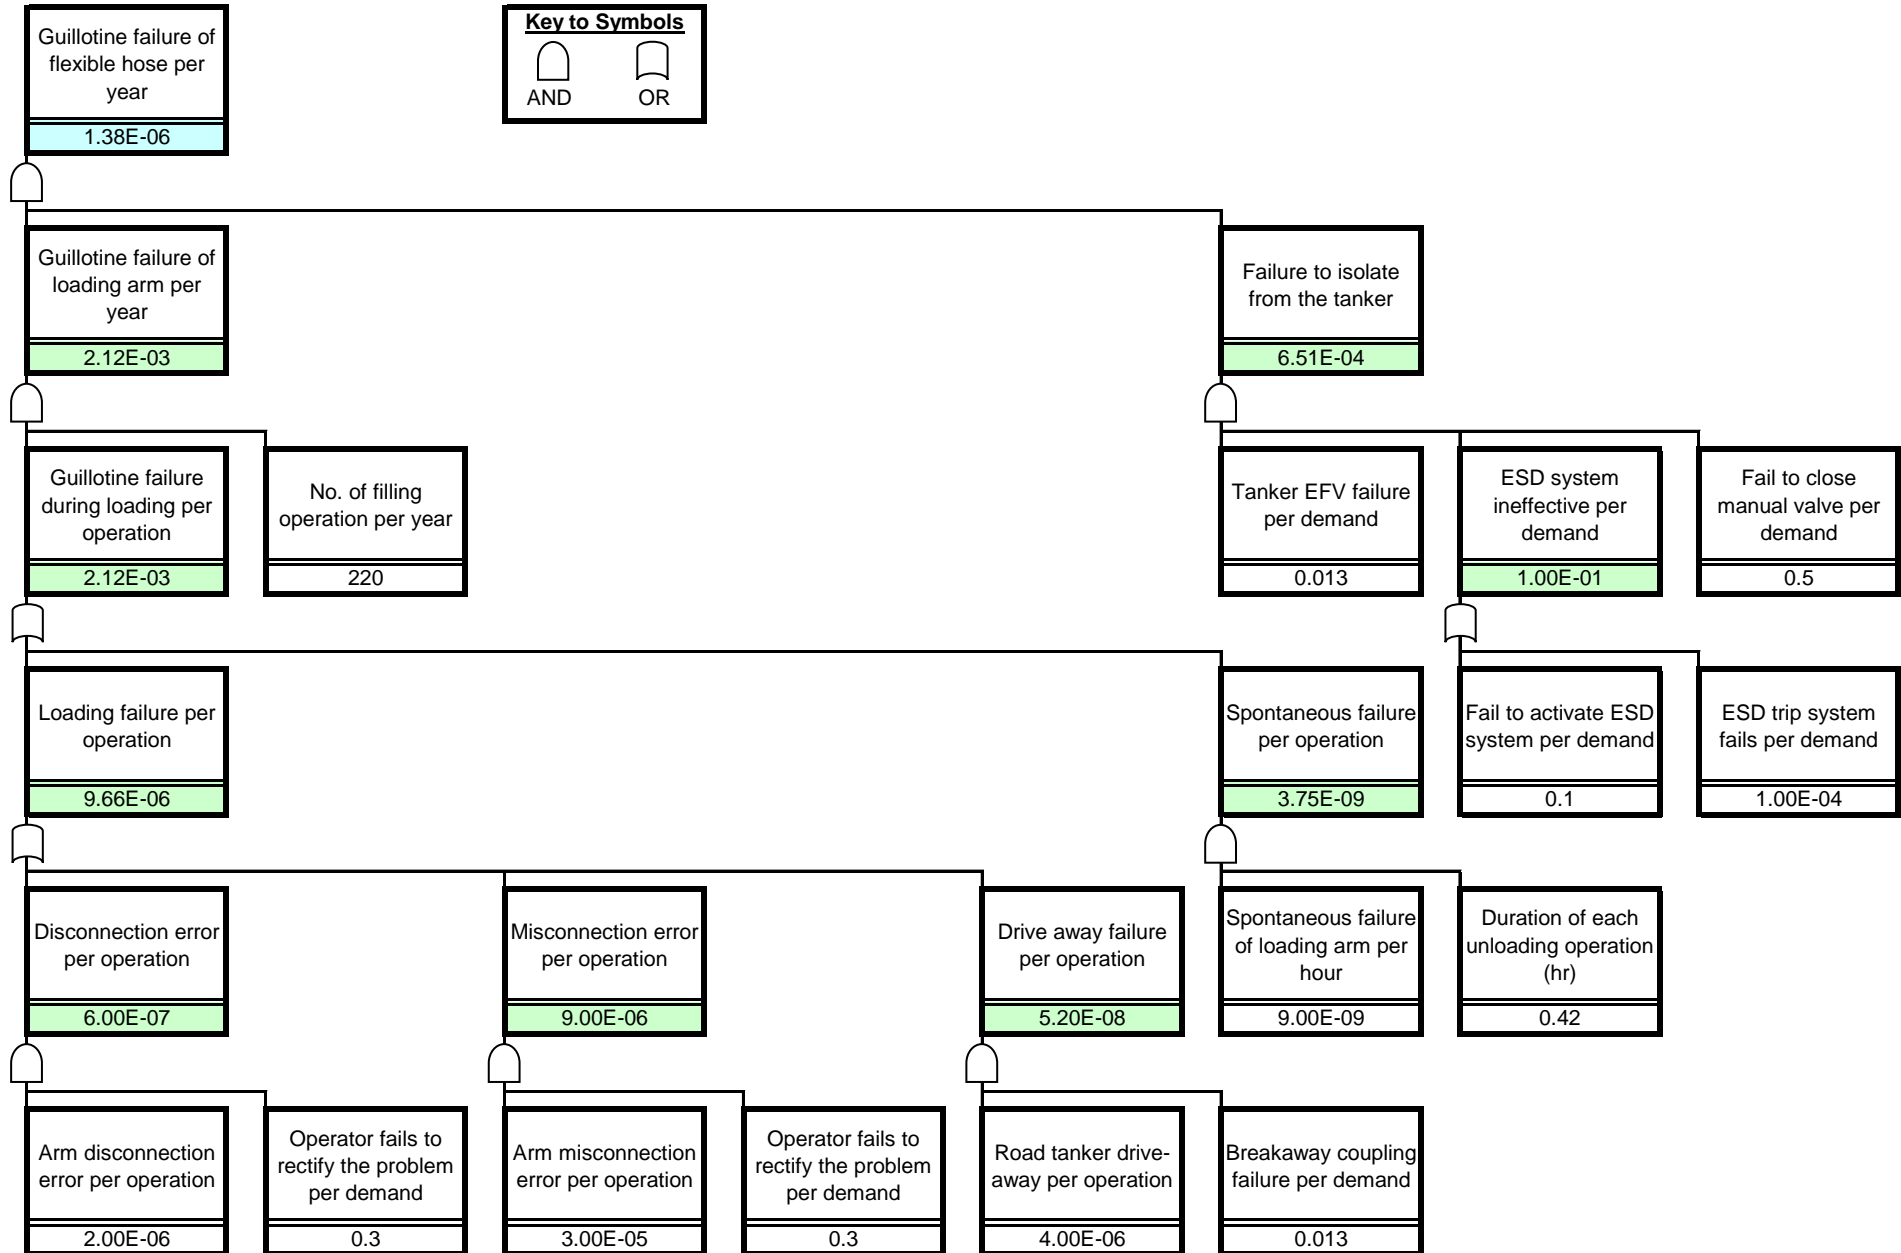 Guillotine failure of
flexible hose per
year
1.38E-06
Key to Symbols
AND
OR
Guillotine failure of
loading arm per
year
2.12E-03
Failure to isolate
from the tanker
6.51E-04
Guillotine failure
during loading per
operation
2.12E-03
No. of filling
operation per year
220
Tanker EFV failure
per demand
0.013
ESD system
ineffective per
demand
1.00E-01
Fail to close
manual valve per
demand
0.5
Loading failure per
operation
9.66E-06
Spontaneous failure
per operation
3.75E-09
Fail to activate ESD
system per demand
0.1
ESD trip system
fails per demand
1.00E-04
Disconnection error
per operation
6.00E-07
Misconnection error
per operation
9.00E-06
Drive away failure
per operation
5.20E-08
Spontaneous failure
of loading arm per
hour
9.00E-09
Duration of each
unloading operation
(hr)
0.42
Arm disconnection
error per operation
2.00E-06
Operator fails to
rectify the problem
per demand
0.3
Arm misconnection
error per operation
3.00E-05
Operator fails to
rectify the problem
per demand
0.3
Road tanker drive-
away per operation
4.00E-06
Breakaway coupling
failure per demand
0.013